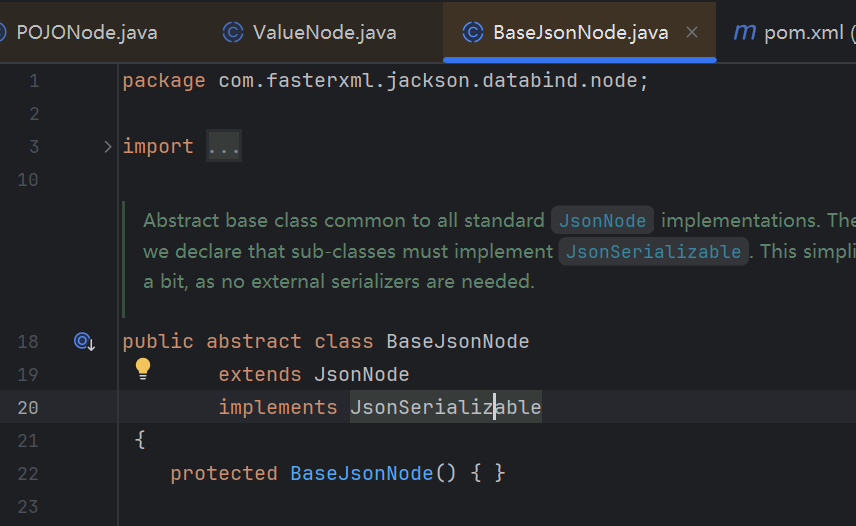 POJONode.java ValueNode.java BaseJsonNode.java pom.xml (
1 package com.fasterxml.jackson.databind.node;
2
3 import ...
10
Abstract base class common to all standard JsonNode implementations. The
we declare that sub-classes must implement JsonSerializable. This simpli
a bit, as no external serializers are needed.
18 public abstract class BaseJsonNode
19 extends JsonNode
20 implements JsonSerializable
21 {
22 protected BaseJsonNode() { }
23